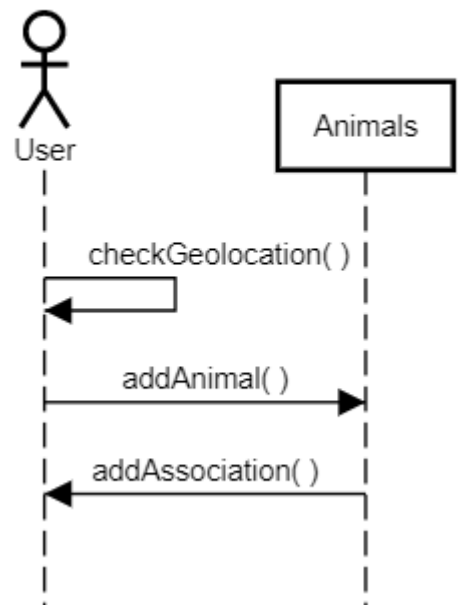 User
Animals
checkGeolocation( )
addAnimal( )
addAssociation( )